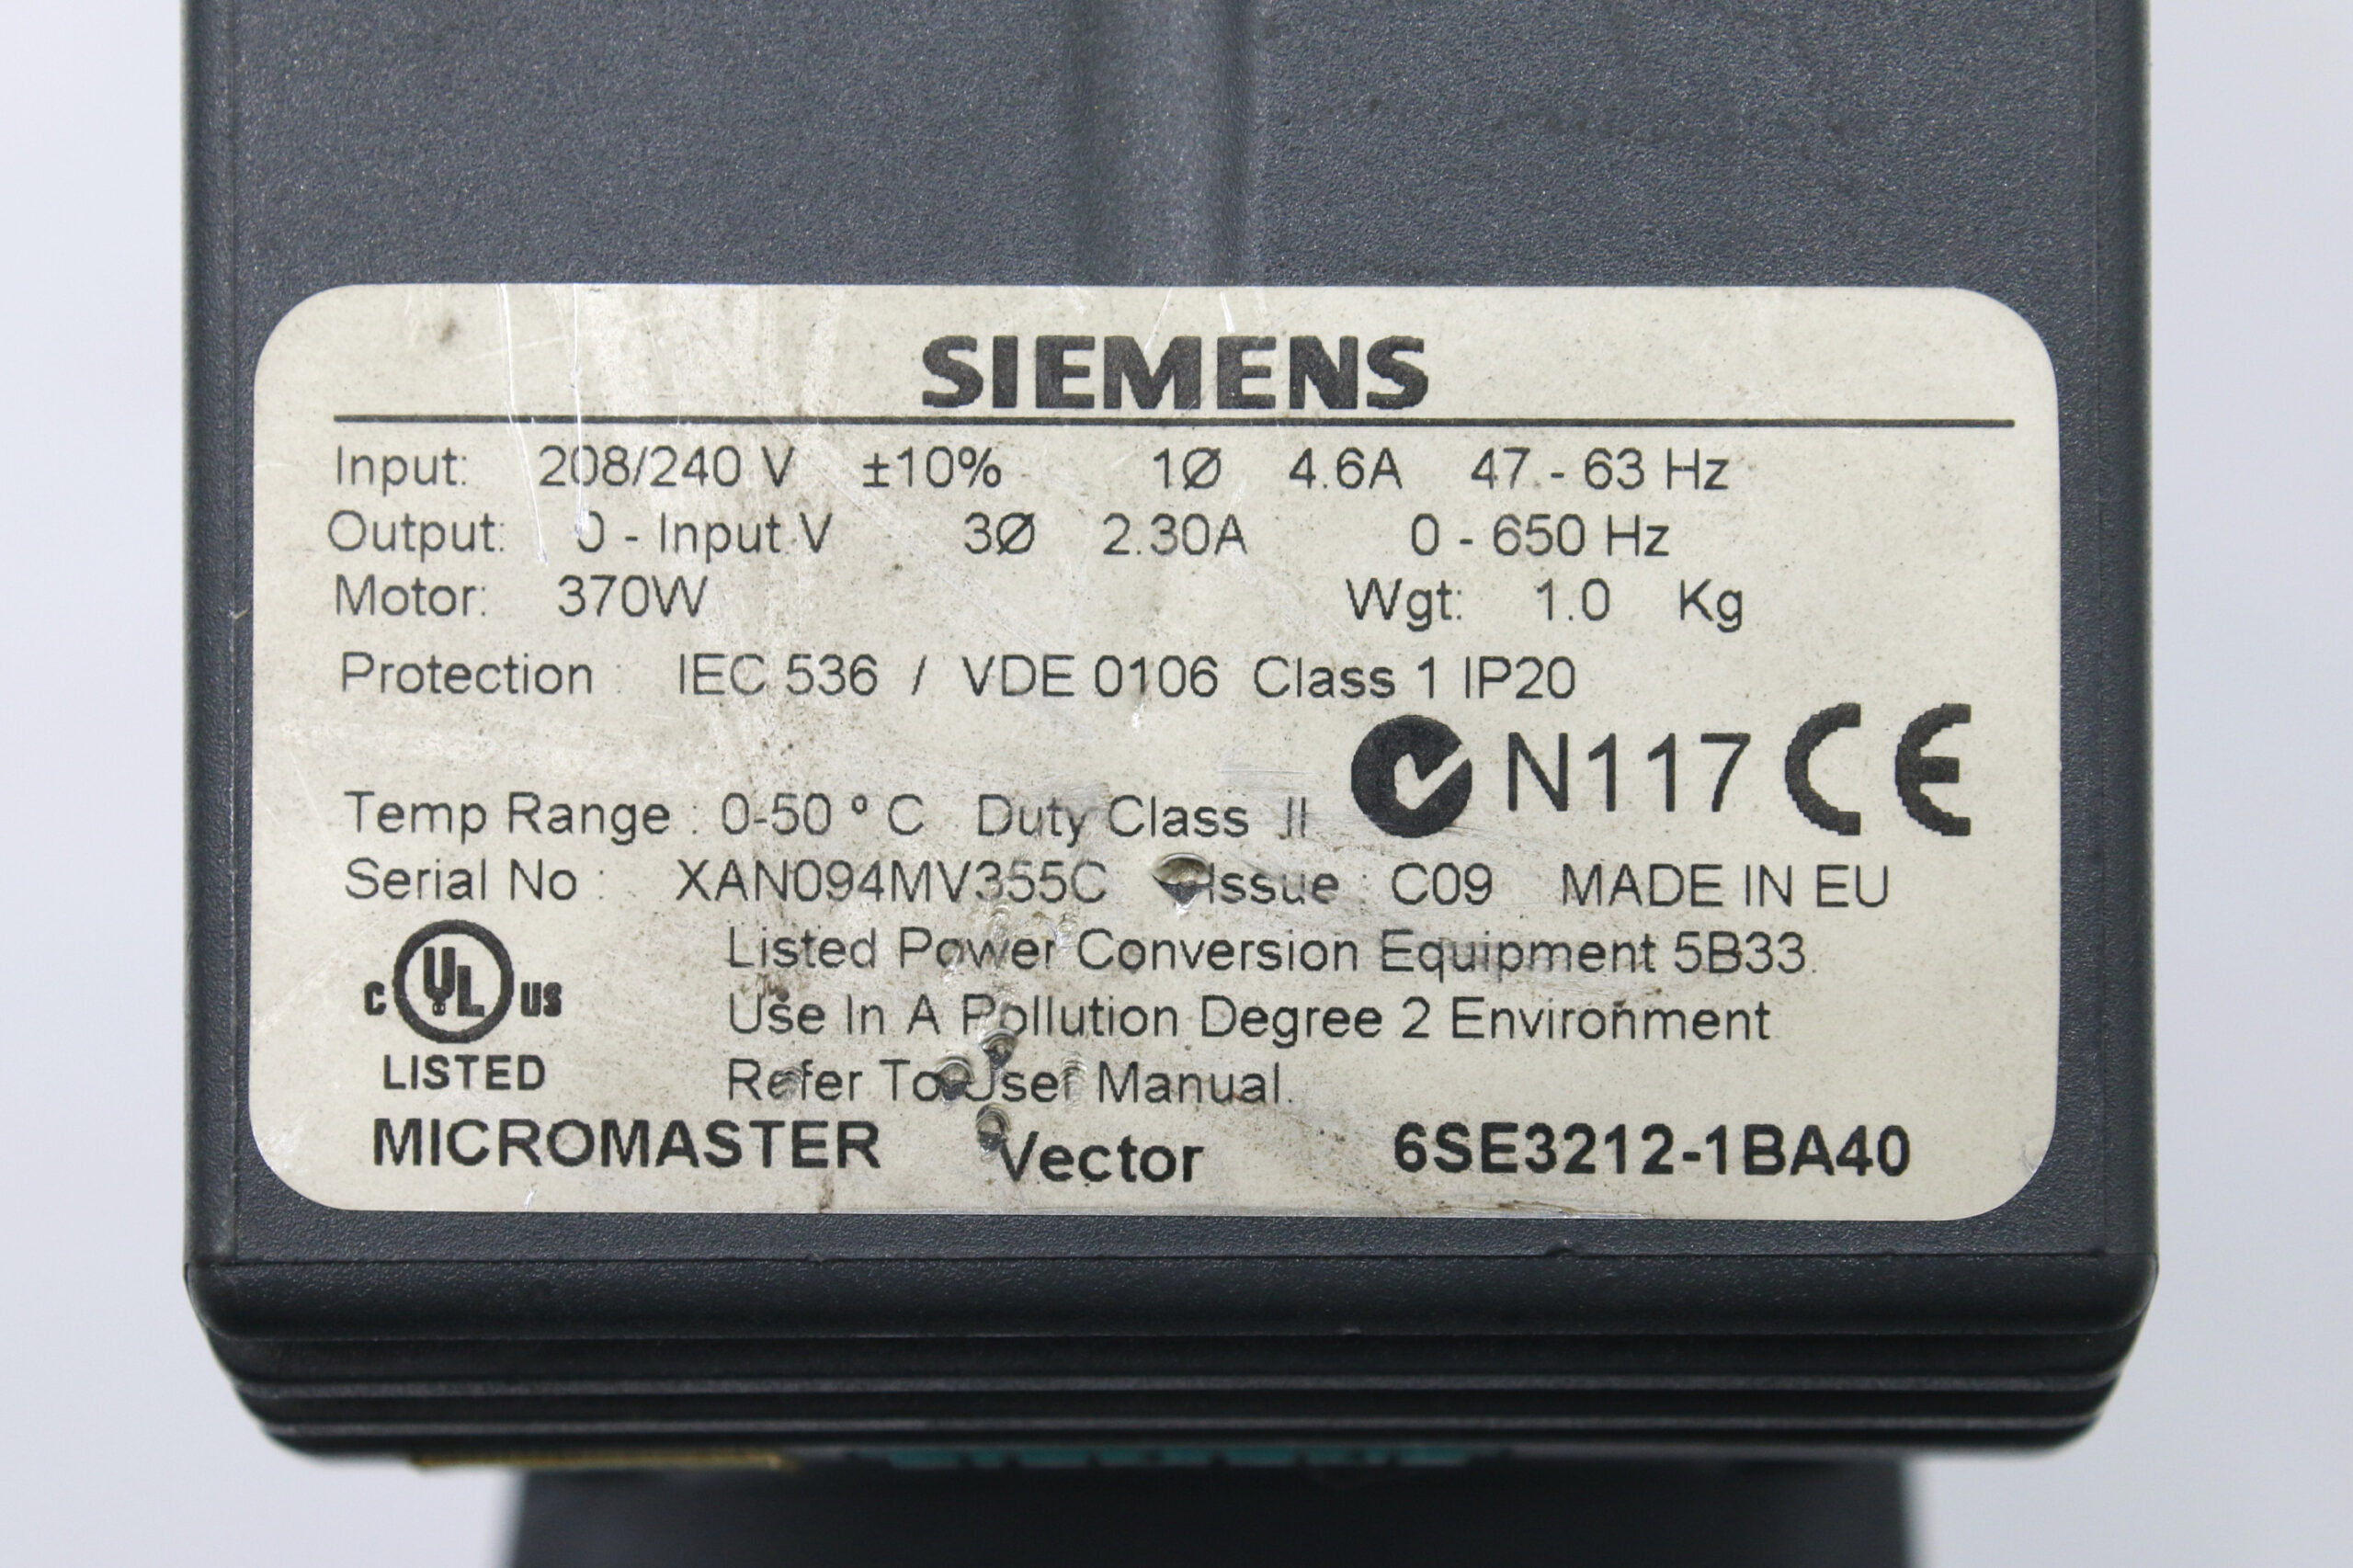 SIEMENS
Input: 208/240 V ±10% 1Ø 4.6A 47 - 63 Hz
Output: 0 - Input V 3Ø 2.30A 0 - 650 Hz
Motor: 370W Wgt: 1.0 Kg
Protection : IEC 536 / VDE 0106 Class 1 IP20
N117 CE
Temp Range : 0-50 °C Duty Class II
Serial No : XAN094MV355C Issue : C09 MADE IN EU
Listed Power Conversion Equipment 5B33.
C UL US
Use In A Pollution Degree 2 Environment
LISTED
Refer To User Manual.
MICROMASTER Vector 6SE3212-1BA40